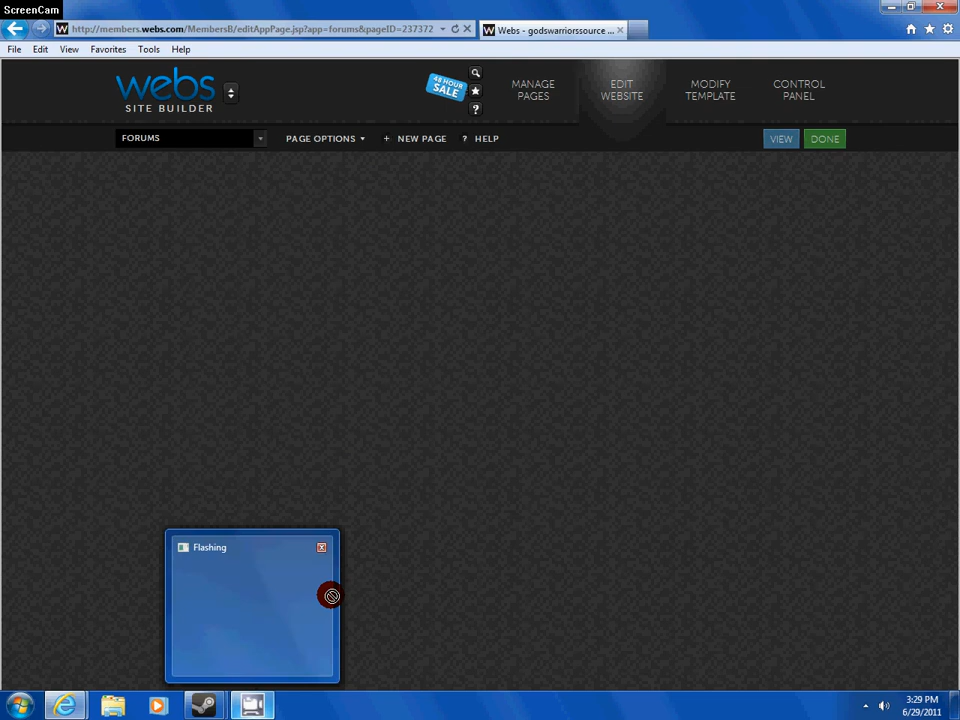 ScreenCam
http://members.webs.com/MembersB/editAppPage.jsp?app=forums&pageID=237372
Webs - godswarriorssource ...
File Edit View Favorites Tools Help
webs
SITE BUILDER
48 HOUR
SALE
?
MANAGE
PAGES
EDIT
WEBSITE
MODIFY
TEMPLATE
CONTROL
PANEL
FORUMS
PAGE OPTIONS
+ NEW PAGE
? HELP
VIEW
DONE
Flashing
3:29 PM
6/29/2011